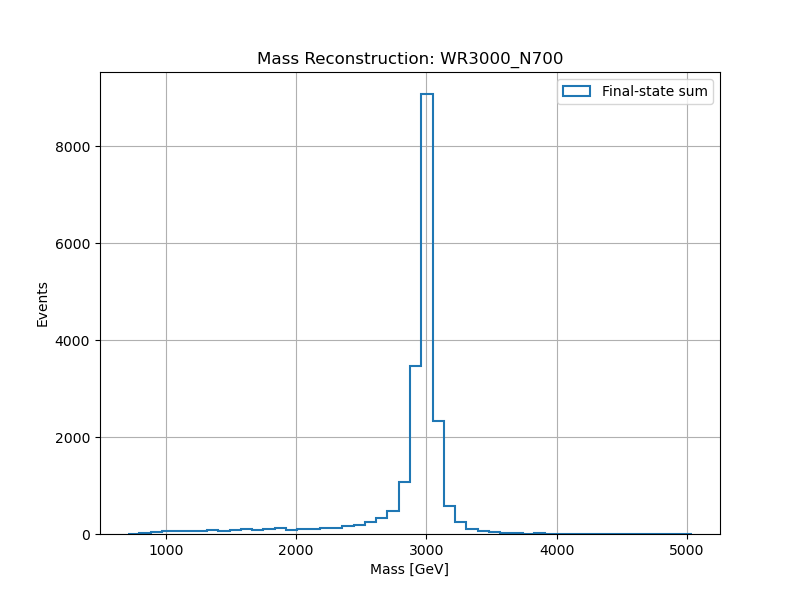 Mass Reconstruction: WR3000_N700
Final-state sum
8000
6000
4000
2000
0
Events
1000
2000
3000
4000
5000
Mass [GeV]